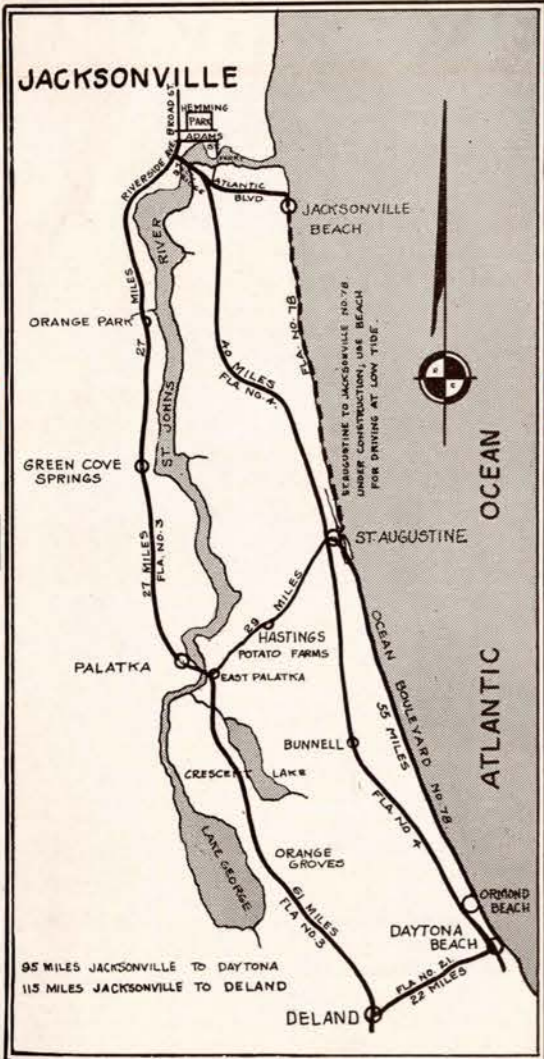 JACKSONVILLE
BROAD ST.
HEMMING
PARK
ADAMS
ST.
RIVERSIDE AVE
FERRY
BRIDGE
ATLANTIC
BLVD.
JACKSONVILLE
BEACH
RIVER
ST. JOHNS
27 MILES
ORANGE PARK
40 MILES
FLA. NO. 4.
FLA. NO. 78
ST. AUGUSTINE TO JACKSONVILLE NO. 78
UNDER CONSTRUCTION; USE BEACH
FOR DRIVING AT LOW TIDE.
GREEN COVE
SPRINGS
27 MILES
FLA. NO. 3
ATLANTIC OCEAN
ST. AUGUSTINE
29 MILES
HASTINGS
POTATO FARMS
PALATKA
EAST PALATKA
OCEAN BOULEVARD NO 78.
55 MILES
BUNNELL
CRESCENT LAKE
FLA. NO 4
LAKE GEORGE
ORANGE
GROVES
61 MILES
FLA NO. 3
ORMOND
BEACH
DAYTONA
BEACH
FLA NO. 21.
22 MILES
95 MILES JACKSONVILLE TO DAYTONA
115 MILES JACKSONVILLE TO DELAND
DELAND